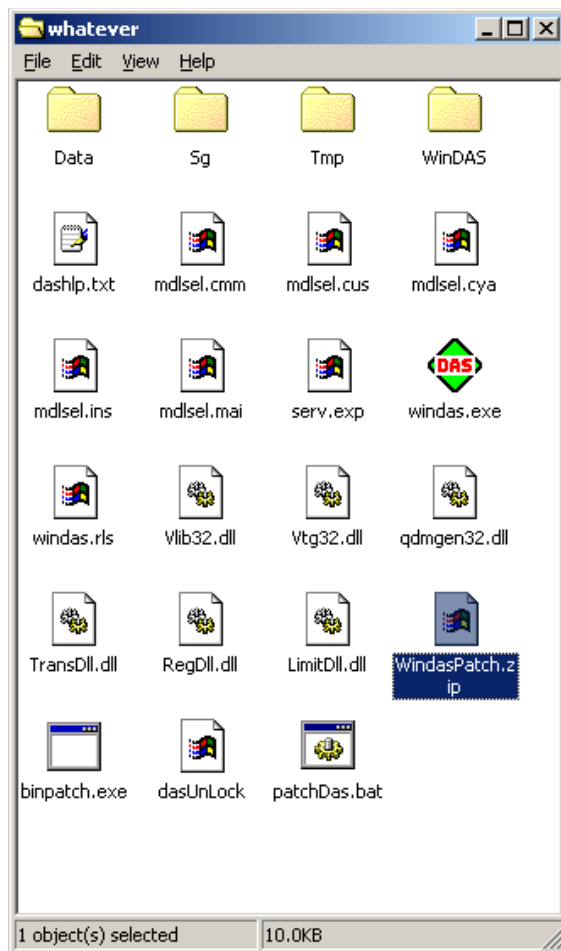 whatever
File Edit View Help
Data Sg Tmp WinDAS
dashlp.txt mdlsel.cmm mdlsel.cus mdlsel.cya
DAS
mdlsel.ins mdlsel.mai serv.exp windas.exe
windas.rls Vlib32.dll Vtg32.dll qdmgen32.dll
TransDll.dll RegDll.dll LimitDll.dll WindasPatch.z
ip
binpatch.exe dasUnLock patchDas.bat
1 object(s) selected 10.0KB